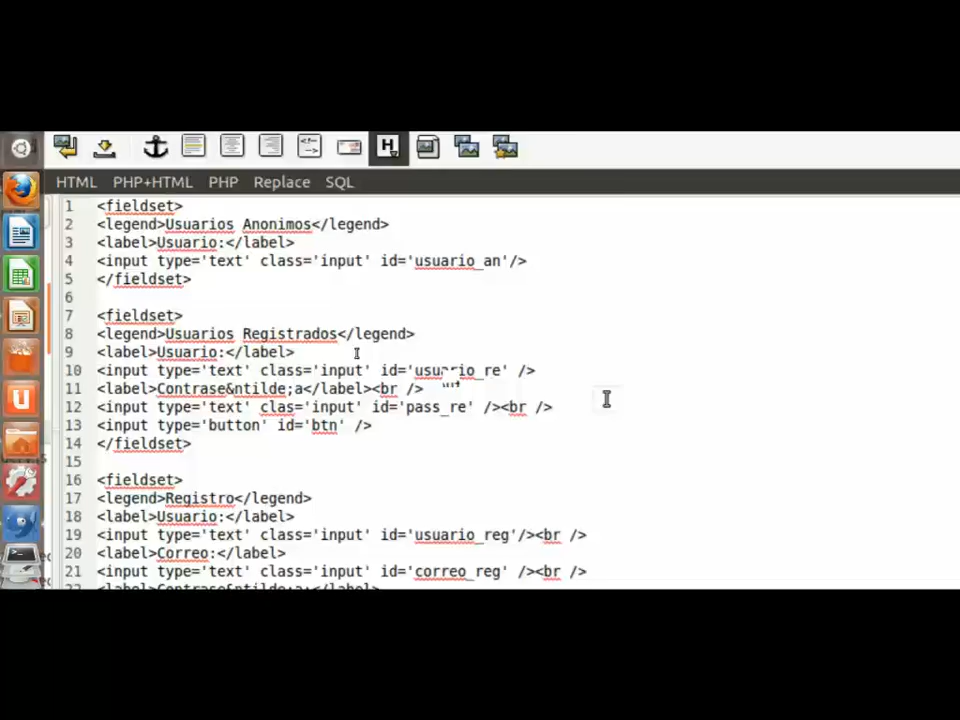 HTML PHP+HTML PHP Replace SQL
1 <fieldset>
2 <legend>Usuarios Anonimos</legend>
3 <label>Usuario:</label>
4 <input type='text' class='input' id='usuario_an'/>
5 </fieldset>
6
7 <fieldset>
8 <legend>Usuarios Registrados</legend>
9 <label>Usuario:</label>
10 <input type='text' class='input' id='usuario_re' />
11 <label>Contrase&ntilde;a</label><br />
12 <input type='text' clas='input' id='pass_re' /><br />
13 <input type='button' id='btn' />
14 </fieldset>
15
16 <fieldset>
17 <legend>Registro</legend>
18 <label>Usuario:</label>
19 <input type='text' class='input' id='usuario_reg'/><br />
20 <label>Correo:</label>
21 <input type='text' class='input' id='correo_reg' /><br />
22 <label>Contrase&ntilde;a:</label>